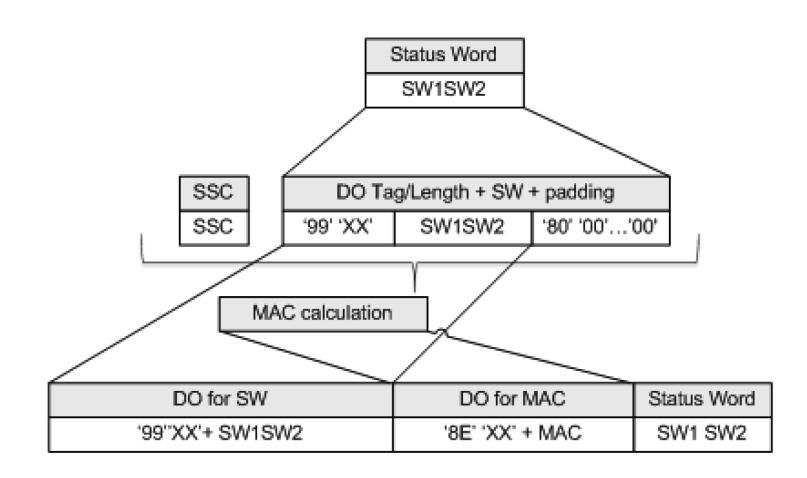 Status Word
SW1SW2
SSC DO Tag/Length + SW + padding
SSC '99' 'XX' SW1SW2 '80' '00'...'00'
MAC calculation
DO for SW DO for MAC Status Word
'99''XX'+ SW1SW2 '8E' 'XX' + MAC SW1 SW2